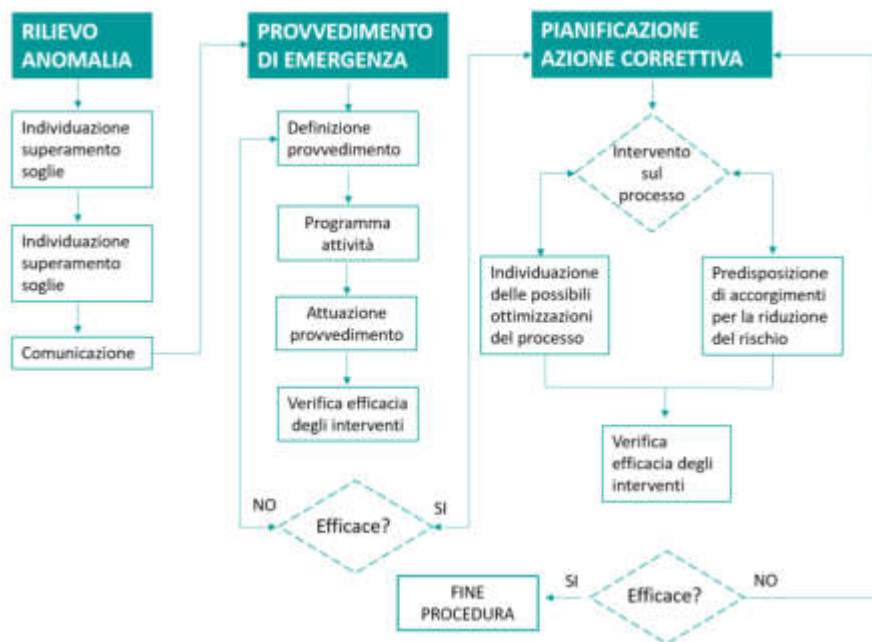 RILIEVO
ANOMALIA
Individuazione
superamento
soglie
Individuazione
superamento
soglie
Comunicazione
PROVVEDIMENTO
DI EMERGENZA
Definizione
provvedimento
Programma
attività
Attuazione
provvedimento
Verifica efficacia
degli interventi
NO
Efficace?
SI
PIANIFICAZIONE
AZIONE CORRETTIVA
Intervento
sul
processo
Individuazione
delle possibili
ottimizzazioni
del processo
Predisposizione
di accorgimenti
per la riduzione
del rischio
Verifica
efficacia degli
interventi
FINE
PROCEDURA
SI
Efficace?
NO